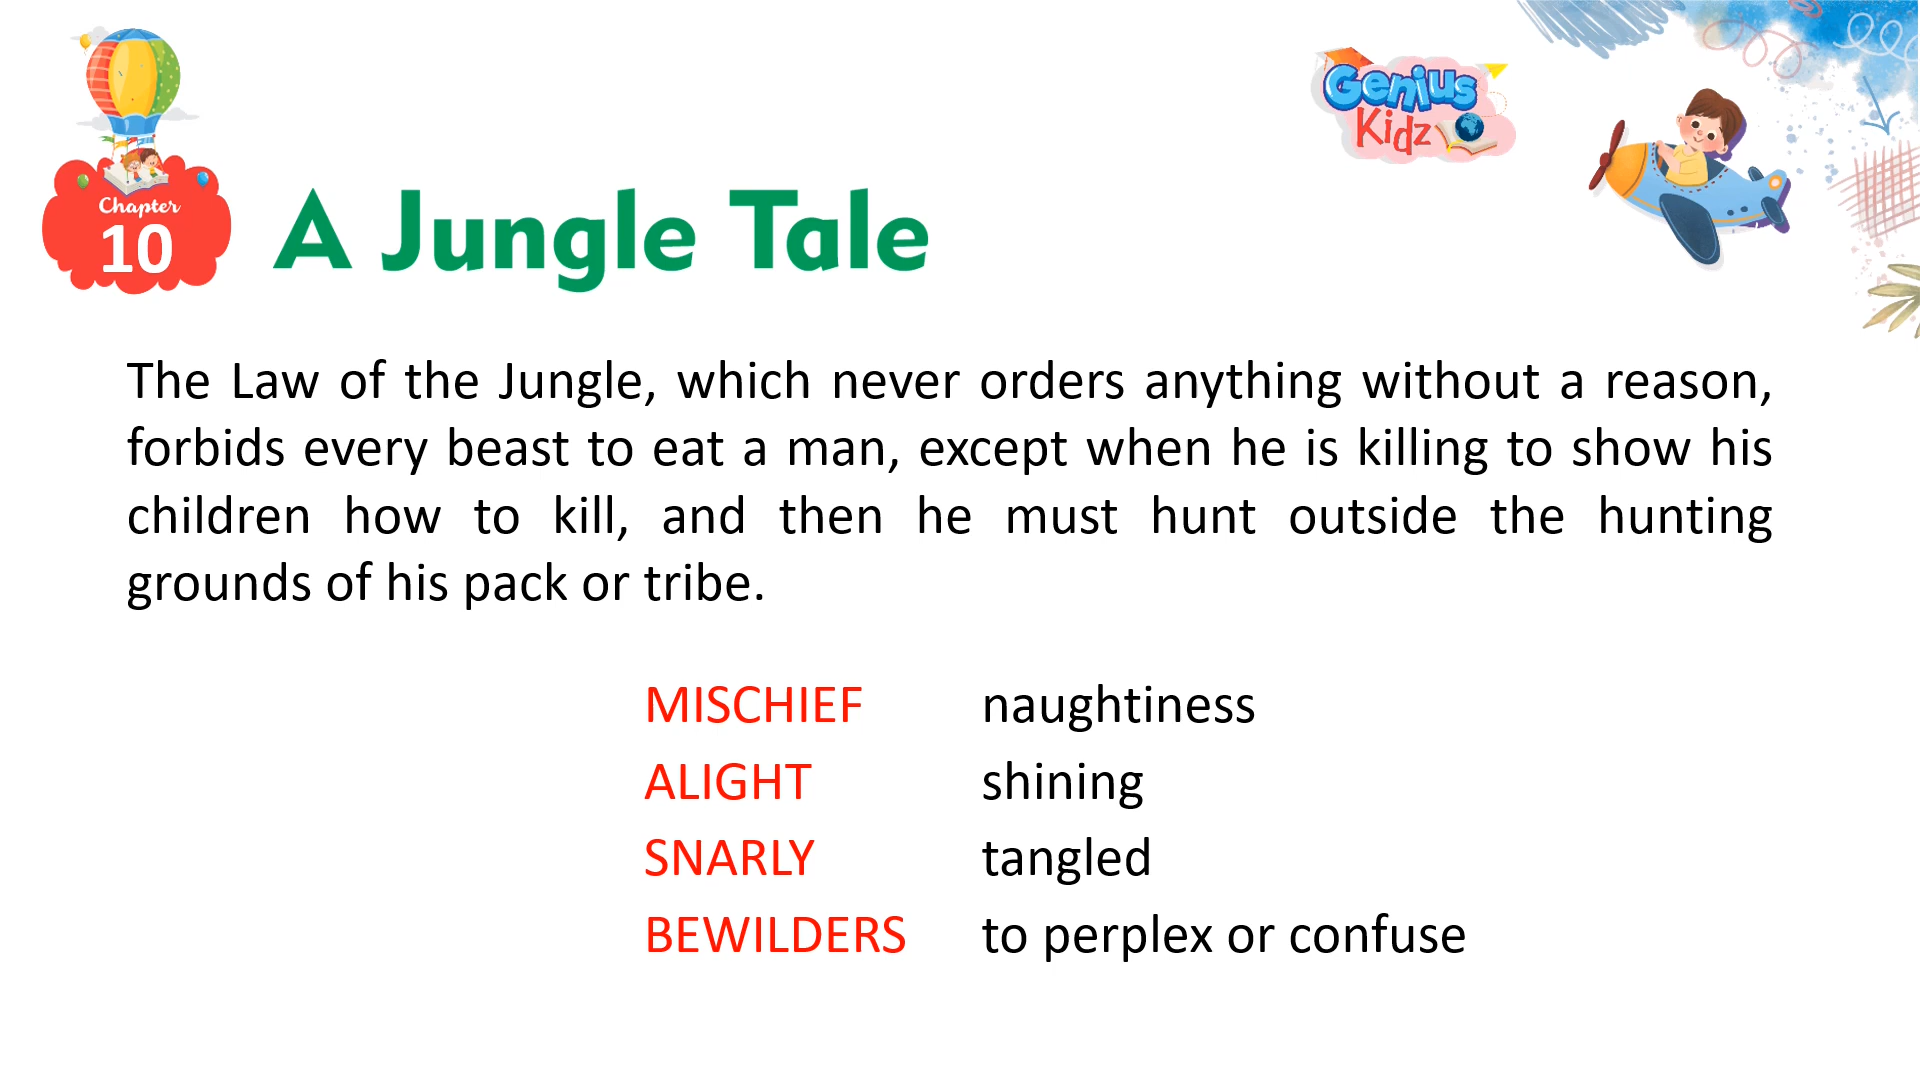 Genius
Kidz
Chapter
10
A Jungle Tale
The Law of the Jungle, which never orders anything without a reason,
forbids every beast to eat a man, except when he is killing to show his
children how to kill, and then he must hunt outside the hunting
grounds of his pack or tribe.
MISCHIEF naughtiness
ALIGHT shining
SNARLY tangled
BEWILDERS to perplex or confuse